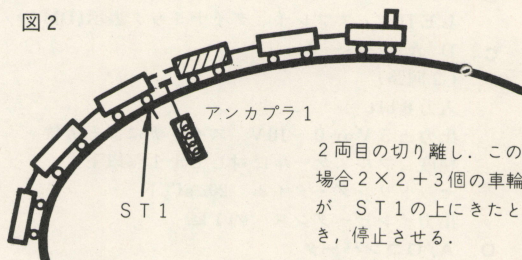 図2
アンカプラ1
ST1
2両目の切り離し．この
場合2×2＋3個の車輪
が ST1の上にきたと
き，停止させる．